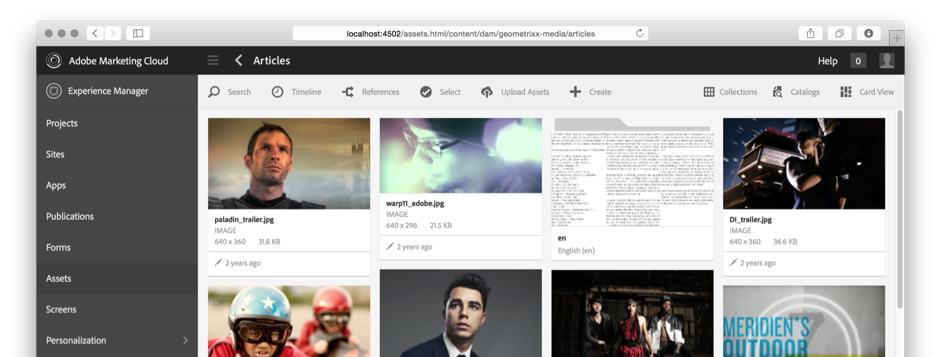 localhost:4502/assets.html/content/dam/geometrixx-media/articles
Adobe Marketing Cloud
Articles
Help
0
Experience Manager
Search
Timeline
References
Select
Upload Assets
Create
Collections
Catalogs
Card View
Projects
Sites
Apps
Publications
Forms
Assets
Screens
Personalization
paladin_trailer.jpg
IMAGE
640 x 360 31.8 KB
2 years ago
warp11_adobe.jpg
IMAGE
640 x 296 21.5 KB
2 years ago
en
English (en)
DI_trailer.jpg
IMAGE
640 x 360 36.6 KB
2 years ago
MERIDIEN'S
OUTDOOR